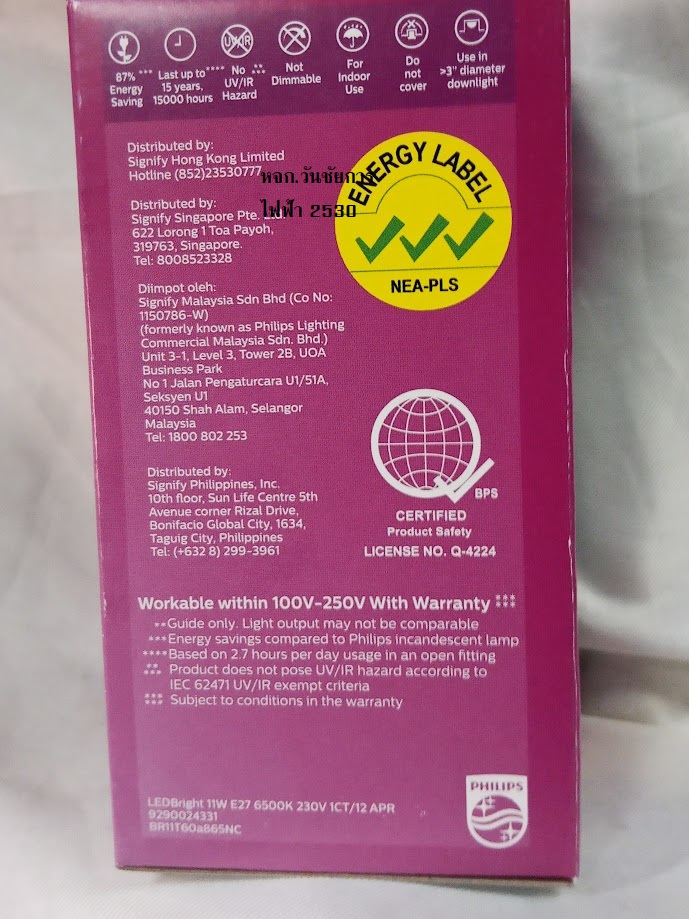 87% ***
Energy
Saving
Last up to ****
15 years,
15000 hours
No
UV/IR
Hazard
Not
Dimmable
For
Indoor
Use
Do
not
cover
Use in
>3" diameter
downlight
Distributed by:
Signify Hong Kong Limited
Hotline (852)23530777
หจก.วันชัยการ
ไฟฟ้า 2530
ENERGY LABEL
NEA-PLS
Distributed by:
Signify Singapore Pte.
622 Lorong 1 Toa Payoh,
319763, Singapore.
Tel: 8008523328
Diimpot oleh:
Signify Malaysia Sdn Bhd (Co No:
1150786-W)
(formerly known as Philips Lighting
Commercial Malaysia Sdn. Bhd.)
Unit 3-1, Level 3, Tower 2B, UOA
Business Park
No 1 Jalan Pengaturcara U1/51A,
Seksyen U1
40150 Shah Alam, Selangor
Malaysia
Tel: 1800 802 253
Distributed by:
Signify Philippines, Inc.
10th floor, Sun Life Centre 5th
Avenue corner Rizal Drive,
Bonifacio Global City, 1634,
Taguig City, Philippines
Tel: (+632 8) 299-3961
BPS
CERTIFIED
Product Safety
LICENSE NO. Q-4224
Workable within 100V-250V With Warranty ⁂
**Guide only. Light output may not be comparable
***Energy savings compared to Philips incandescent lamp
****Based on 2.7 hours per day usage in an open fitting
Product does not pose UV/IR hazard according to
IEC 62471 UV/IR exempt criteria
Subject to conditions in the warranty
LEDBright 11W E27 6500K 230V 1CT/12 APR
9290024331
BR11T60a865NC
PHILIPS